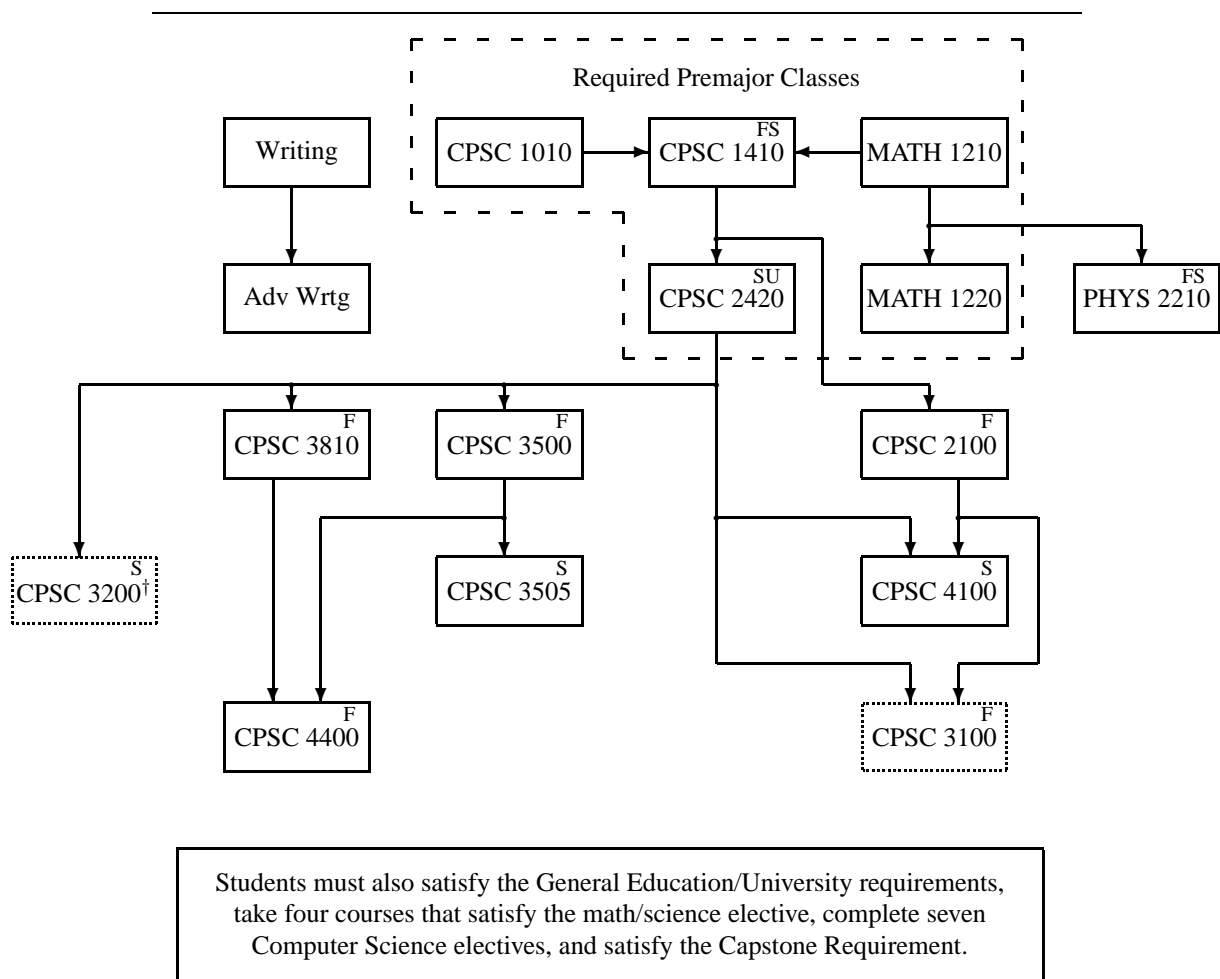 Required Premajor Classes
FS
Writing CPSC 1010 CPSC 1410 MATH 1210
SU FS
Adv Wrtg CPSC 2420 MATH 1220 PHYS 2210
F F F
CPSC 3810 CPSC 3500 CPSC 2100
S S S
CPSC 3200† CPSC 3505 CPSC 4100
F F
CPSC 4400 CPSC 3100
Students must also satisfy the General Education/University requirements,
take four courses that satisfy the math/science elective, complete seven
Computer Science electives, and satisfy the Capstone Requirement.